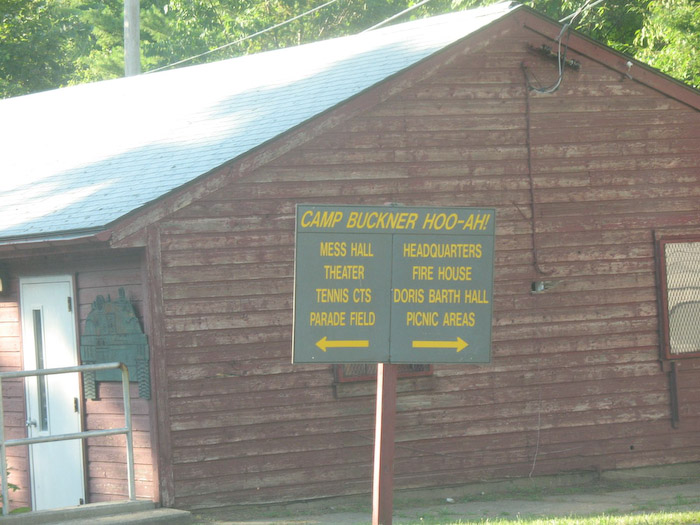 CAMP BUCKNER HOO-AH!
MESS HALL
THEATER
TENNIS CTS
PARADE FIELD
HEADQUARTERS
FIRE HOUSE
DORIS BARTH HALL
PICNIC AREAS